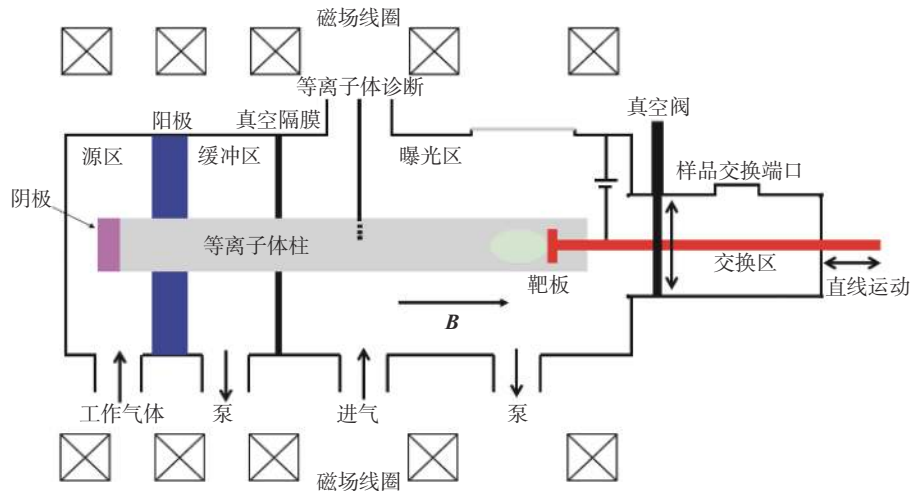 磁场线圈
等离子体诊断
真空阀
阳极
真空隔膜
源区
缓冲区
曝光区
样品交换端口
阴极
等离子体柱
靶板
交换区
直线运动
B
工作气体
泵
进气
泵
磁场线圈